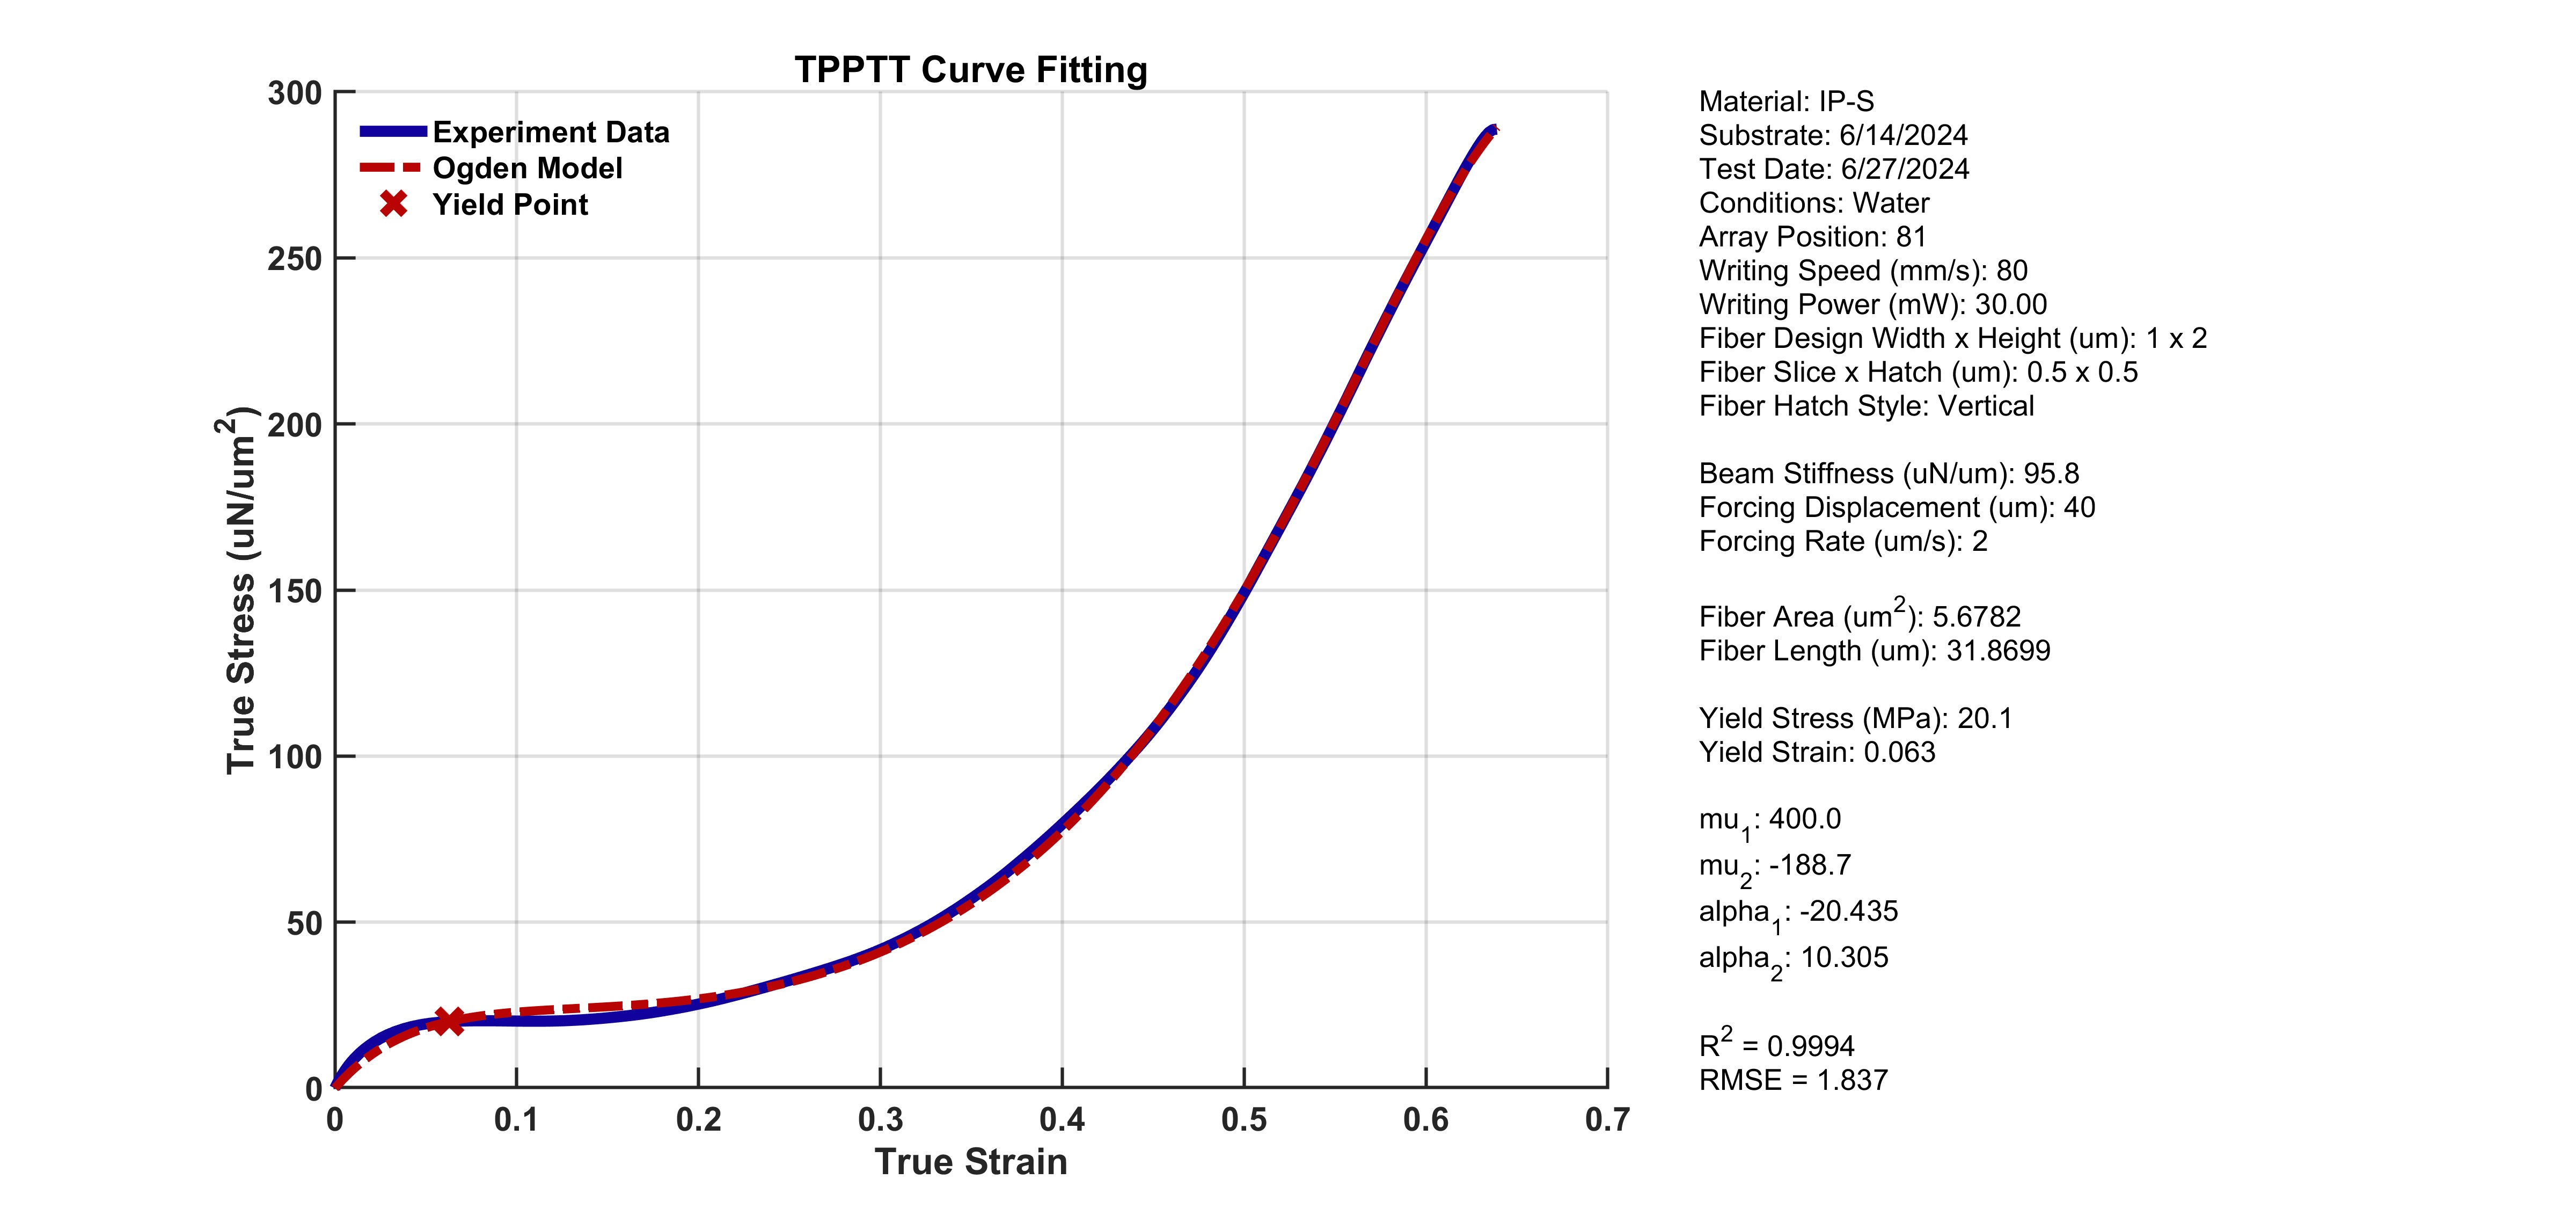 TPPTT Curve Fitting
300
250
200
150
100
50
0
True Stress (uN/um²)
Experiment Data
Ogden Model
Yield Point
0 0.1 0.2 0.3 0.4 0.5 0.6 0.7
True Strain
Material: IP-S
Substrate: 6/14/2024
Test Date: 6/27/2024
Conditions: Water
Array Position: 81
Writing Speed (mm/s): 80
Writing Power (mW): 30.00
Fiber Design Width x Height (um): 1 x 2
Fiber Slice x Hatch (um): 0.5 x 0.5
Fiber Hatch Style: Vertical
Beam Stiffness (uN/um): 95.8
Forcing Displacement (um): 40
Forcing Rate (um/s): 2
Fiber Area (um²): 5.6782
Fiber Length (um): 31.8699
Yield Stress (MPa): 20.1
Yield Strain: 0.063
mu₁: 400.0
mu₂: -188.7
alpha₁: -20.435
alpha₂: 10.305
R² = 0.9994
RMSE = 1.837